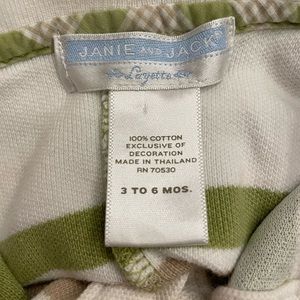 JANIE AND JACK®
Layette
100% COTTON
EXCLUSIVE OF
DECORATION
MADE IN THAILAND
RN 70530
3 TO 6 MOS.